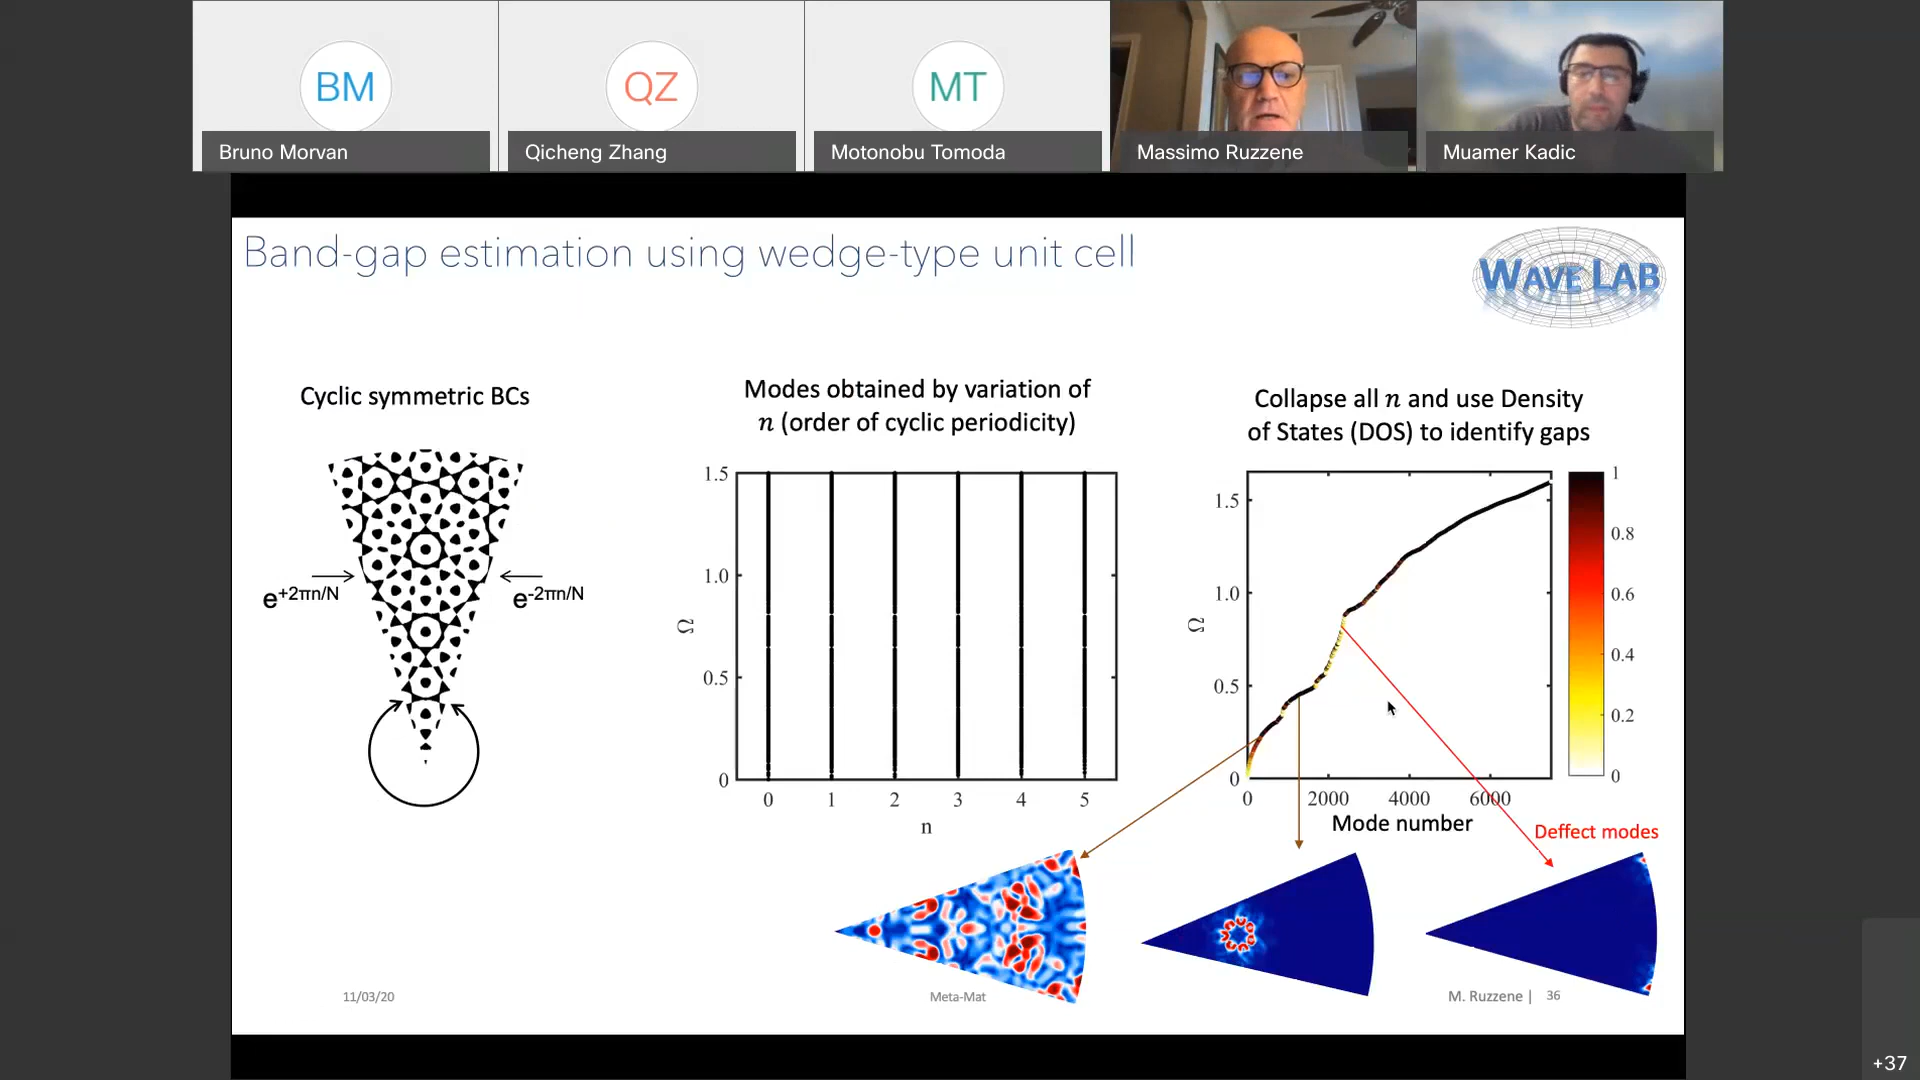 BM
QZ
MT
Bruno Morvan
Qicheng Zhang
Motonobu Tomoda
Massimo Ruzzene
Muamer Kadic
Band-gap estimation using wedge-type unit cell
WAVE LAB
Cyclic symmetric BCs
e+2πn/N
e-2πn/N
Modes obtained by variation of
n (order of cyclic periodicity)
1.5
1.0
0.5
0
Ω
0 1 2 3 4 5
n
Collapse all n and use Density
of States (DOS) to identify gaps
1.5
1.0
0.5
0
Ω
0 2000 4000 6000
Mode number
1
0.8
0.6
0.4
0.2
0
Deffect modes
11/03/20
Meta-Mat
M. Ruzzene | 36
+37